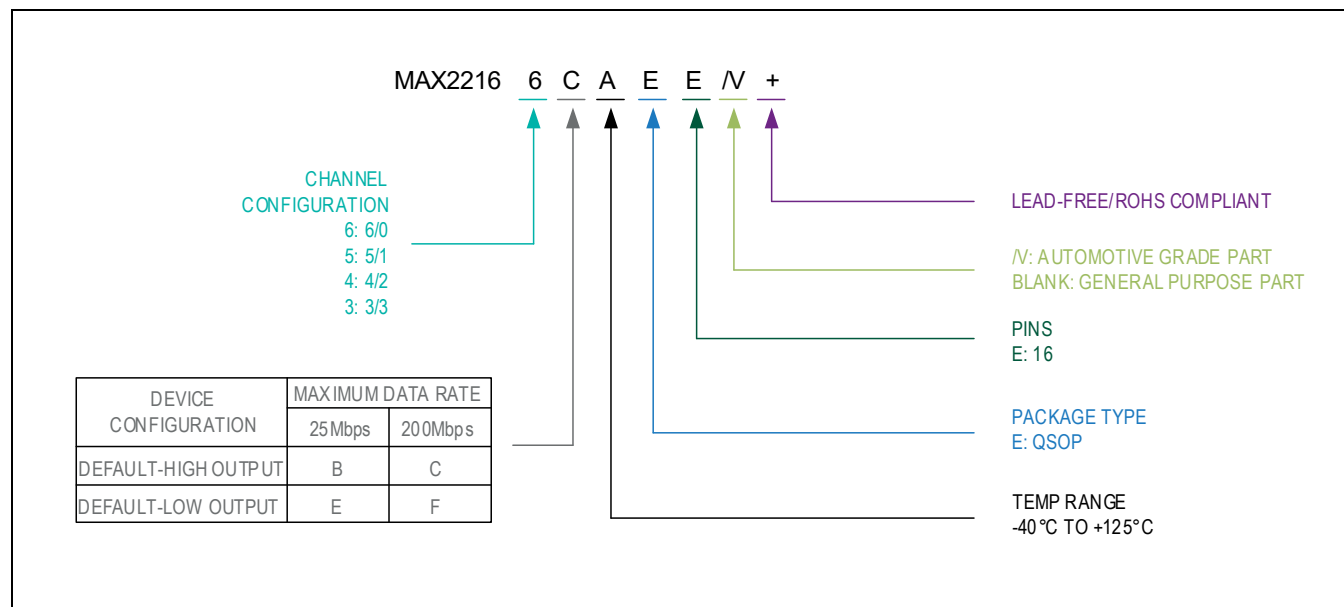 MAX2216 6 C A E E /V +
CHANNEL
CONFIGURATION
6: 6/0
5: 5/1
4: 4/2
3: 3/3
LEAD-FREE/ROHS COMPLIANT
/V: AUTOMOTIVE GRADE PART
BLANK: GENERAL PURPOSE PART
PINS
E: 16
PACKAGE TYPE
E: QSOP
TEMP RANGE
-40°C TO +125°C
DEVICE
CONFIGURATION
MAXIMUM DATA RATE
25Mbps 200Mbps
DEFAULT-HIGH OUTPUT B C
DEFAULT-LOW OUTPUT E F